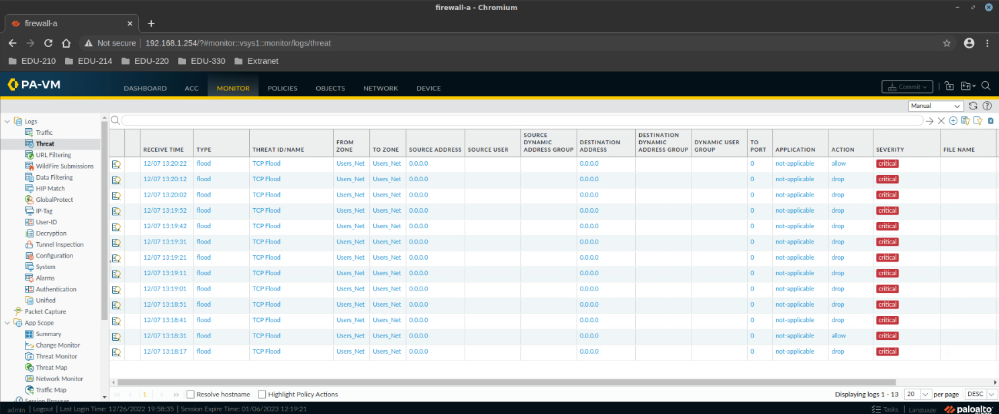 firewall-a - Chromium
firewall-a
Not secure 192.168.1.254/?#monitor::vsys1::monitor/logs/threat
EDU-210 EDU-214 EDU-220 EDU-330 Extranet
PA-VM DASHBOARD ACC MONITOR POLICIES OBJECTS NETWORK DEVICE Commit
Manual
Logs
Traffic
Threat
URL Filtering
WildFire Submissions
Data Filtering
HIP Match
GlobalProtect
IP-Tag
User-ID
Decryption
Tunnel Inspection
Configuration
System
Alarms
Authentication
Unified
Packet Capture
App Scope
Summary
Change Monitor
Threat Monitor
Threat Map
Network Monitor
Traffic Map
Session Browser
RECEIVE TIME TYPE THREAT ID/NAME FROM ZONE TO ZONE SOURCE ADDRESS SOURCE USER SOURCE DYNAMIC ADDRESS GROUP DESTINATION ADDRESS DESTINATION DYNAMIC ADDRESS GROUP DYNAMIC USER GROUP TO PORT APPLICATION ACTION SEVERITY FILE NAME
12/07 13:20:22 flood TCP Flood Users_Net Users_Net 0.0.0.0 0.0.0.0 0 not-applicable allow critical
12/07 13:20:12 flood TCP Flood Users_Net Users_Net 0.0.0.0 0.0.0.0 0 not-applicable drop critical
12/07 13:20:02 flood TCP Flood Users_Net Users_Net 0.0.0.0 0.0.0.0 0 not-applicable drop critical
12/07 13:19:52 flood TCP Flood Users_Net Users_Net 0.0.0.0 0.0.0.0 0 not-applicable drop critical
12/07 13:19:42 flood TCP Flood Users_Net Users_Net 0.0.0.0 0.0.0.0 0 not-applicable drop critical
12/07 13:19:31 flood TCP Flood Users_Net Users_Net 0.0.0.0 0.0.0.0 0 not-applicable drop critical
12/07 13:19:21 flood TCP Flood Users_Net Users_Net 0.0.0.0 0.0.0.0 0 not-applicable drop critical
12/07 13:19:11 flood TCP Flood Users_Net Users_Net 0.0.0.0 0.0.0.0 0 not-applicable drop critical
12/07 13:19:01 flood TCP Flood Users_Net Users_Net 0.0.0.0 0.0.0.0 0 not-applicable drop critical
12/07 13:18:51 flood TCP Flood Users_Net Users_Net 0.0.0.0 0.0.0.0 0 not-applicable drop critical
12/07 13:18:41 flood TCP Flood Users_Net Users_Net 0.0.0.0 0.0.0.0 0 not-applicable drop critical
12/07 13:18:31 flood TCP Flood Users_Net Users_Net 0.0.0.0 0.0.0.0 0 not-applicable allow critical
12/07 13:18:17 flood TCP Flood Users_Net Users_Net 0.0.0.0 0.0.0.0 0 not-applicable drop critical
1 Resolve hostname Highlight Policy Actions Displaying logs 1 - 13 20 per page DESC
admin | Logout | Last Login Time: 12/26/2022 19:58:35 | Session Expire Time: 01/06/2023 12:19:21 Tasks | Language paloalto